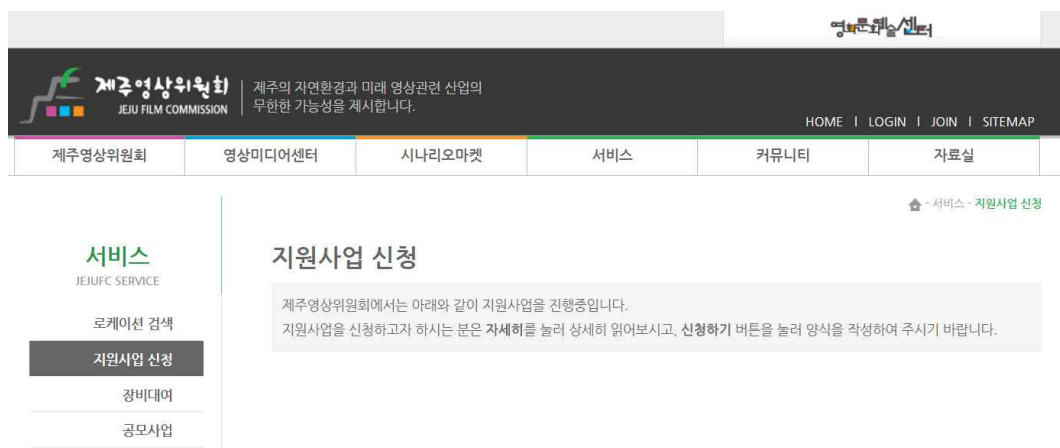 영화문화예술센터
제주영상위원회
JEJU FILM COMMISSION
제주의 자연환경과 미래 영상관련 산업의
무한한 가능성을 제시합니다.
HOME I LOGIN I JOIN I SITEMAP
제주영상위원회 영상미디어센터 시나리오마켓 서비스 커뮤니티 자료실
- 서비스 - 지원사업 신청
서비스
JEJUFC SERVICE
로케이션 검색
지원사업 신청
장비대여
공모사업
지원사업 신청
제주영상위원회에서는 아래와 같이 지원사업을 진행중입니다.
지원사업을 신청하고자 하시는 분은 자세히를 눌러 상세히 읽어보시고, 신청하기 버튼을 눌러 양식을 작성하여 주시기 바랍니다.